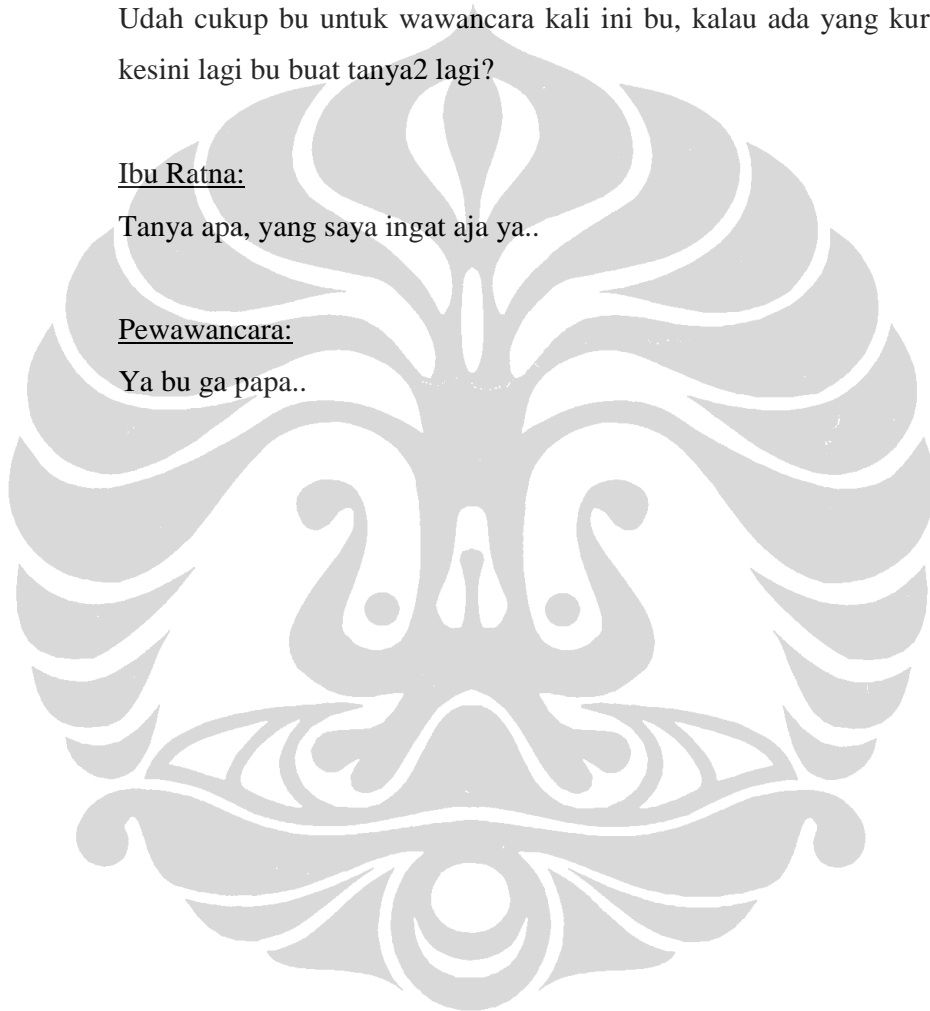 Udah cukup bu untuk wawancara kali ini bu, kalau ada yang kur
kesini lagi bu buat tanya2 lagi?
Ibu Ratna:
Tanya apa, yang saya ingat aja ya..
Pewawancara:
Ya bu ga papa..